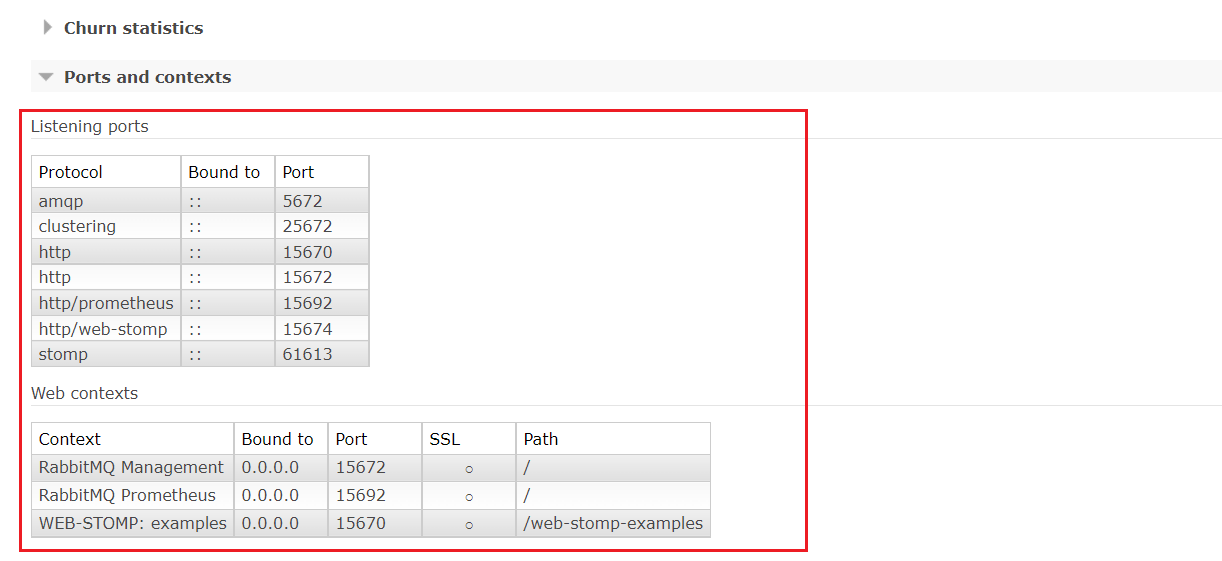 Churn statistics
Ports and contexts
Listening ports
Protocol Bound to Port
amqp :: 5672
clustering :: 25672
http :: 15670
http :: 15672
http/prometheus :: 15692
http/web-stomp :: 15674
stomp :: 61613
Web contexts
Context Bound to Port SSL Path
RabbitMQ Management 0.0.0.0 15672 ○ /
RabbitMQ Prometheus 0.0.0.0 15692 ○ /
WEB-STOMP: examples 0.0.0.0 15670 ○ /web-stomp-examples